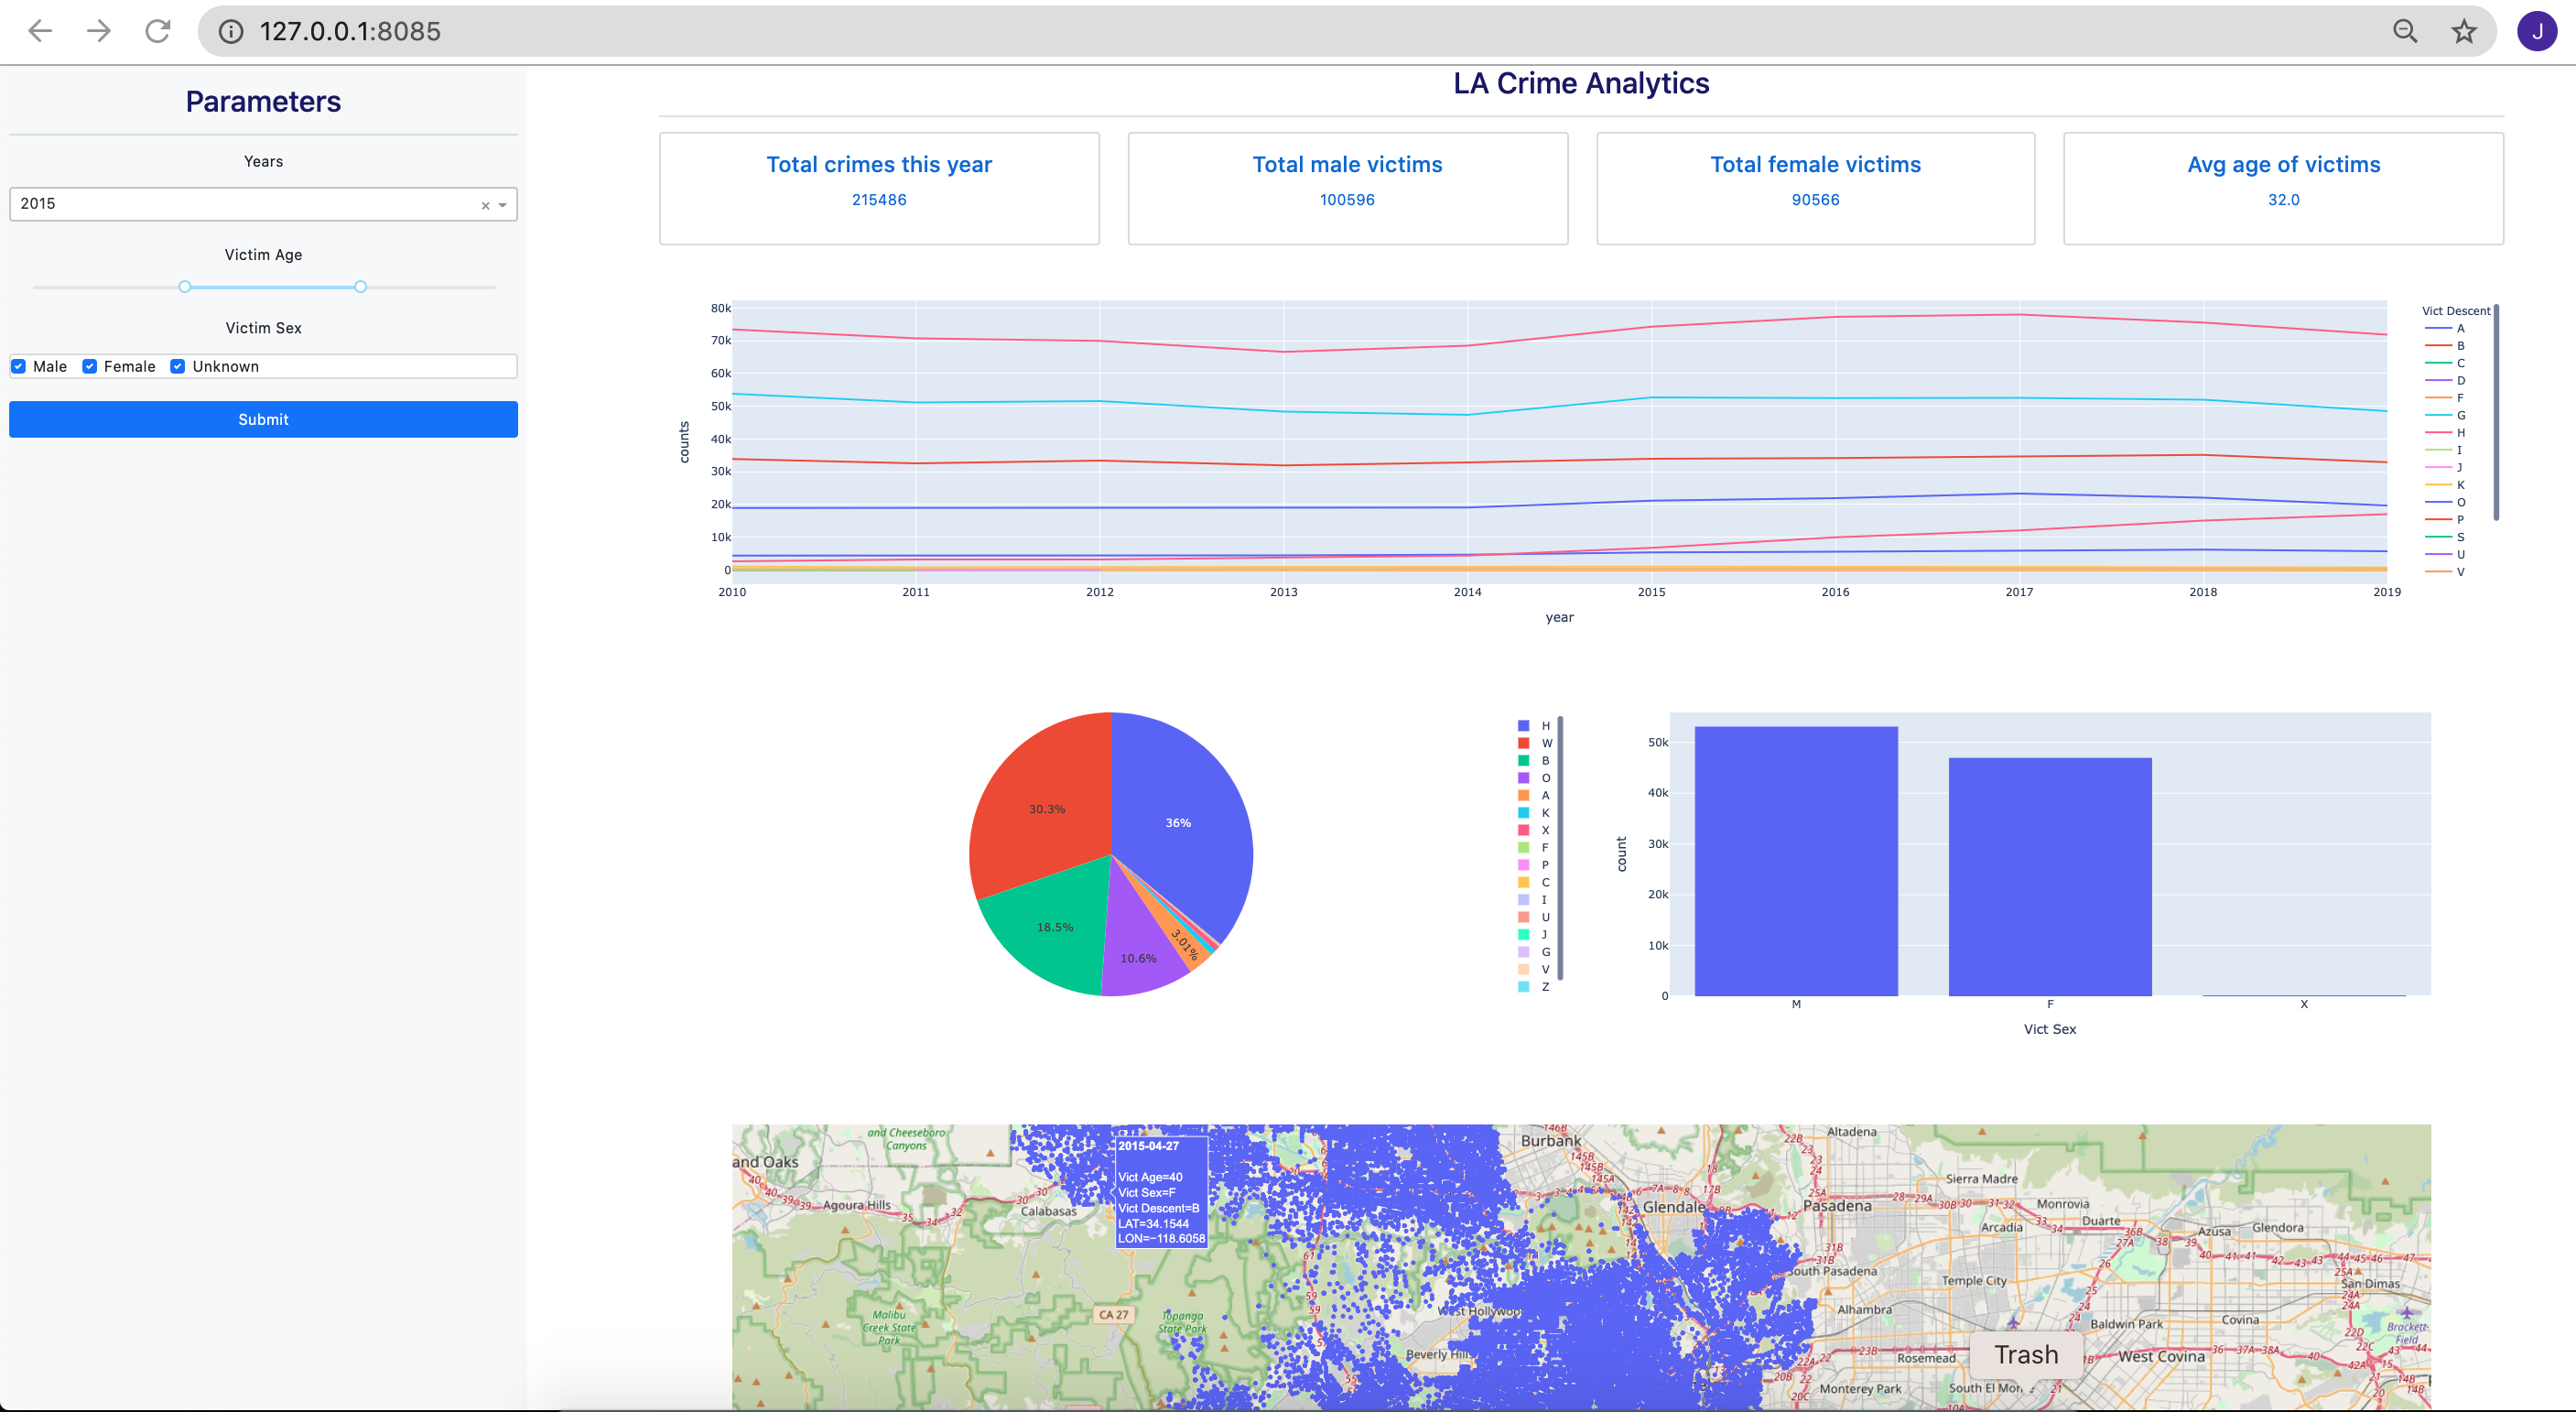 127.0.0.1:8085
J
Parameters
Years
2015
Victim Age
Victim Sex
Male Female Unknown
Submit
LA Crime Analytics
Total crimes this year
215486
Total male victims
100596
Total female victims
90566
Avg age of victims
32.0
80k
70k
60k
50k
40k
30k
20k
10k
0
counts
2010 2011 2012 2013 2014 2015 2016 2017 2018 2019
year
Vict Descent
A
B
C
D
F
G
H
I
J
K
O
P
S
U
V
36%
30.3%
18.5%
10.6%
3.01%
H
W
B
O
A
K
X
F
P
C
I
U
J
G
V
Z
50k
40k
30k
20k
10k
0
count
M F X
Vict Sex
and Cheeseboro
Canyons
and Oaks
Agoura Hills
Calabasas
2015-04-27
Vict Age=40
Vict Sex=F
Vict Descent=B
LAT=34.1544
LON=−118.6058
Malibu
Creek State
Park
CA 27
Topanga
State Park
Burbank
Glendale
West Hollywoo
Beverly Hill
Altadena
Pasadena
Sierra Madre
Monrovia
Arcadia
Duarte
Azusa
Glendora
South Pasadena
Temple City
San Dimas
Alhambra
Baldwin Park
Covina
Brackett
Field
Rosemead
Trash
West Covina
Monterey Park
South El Mon